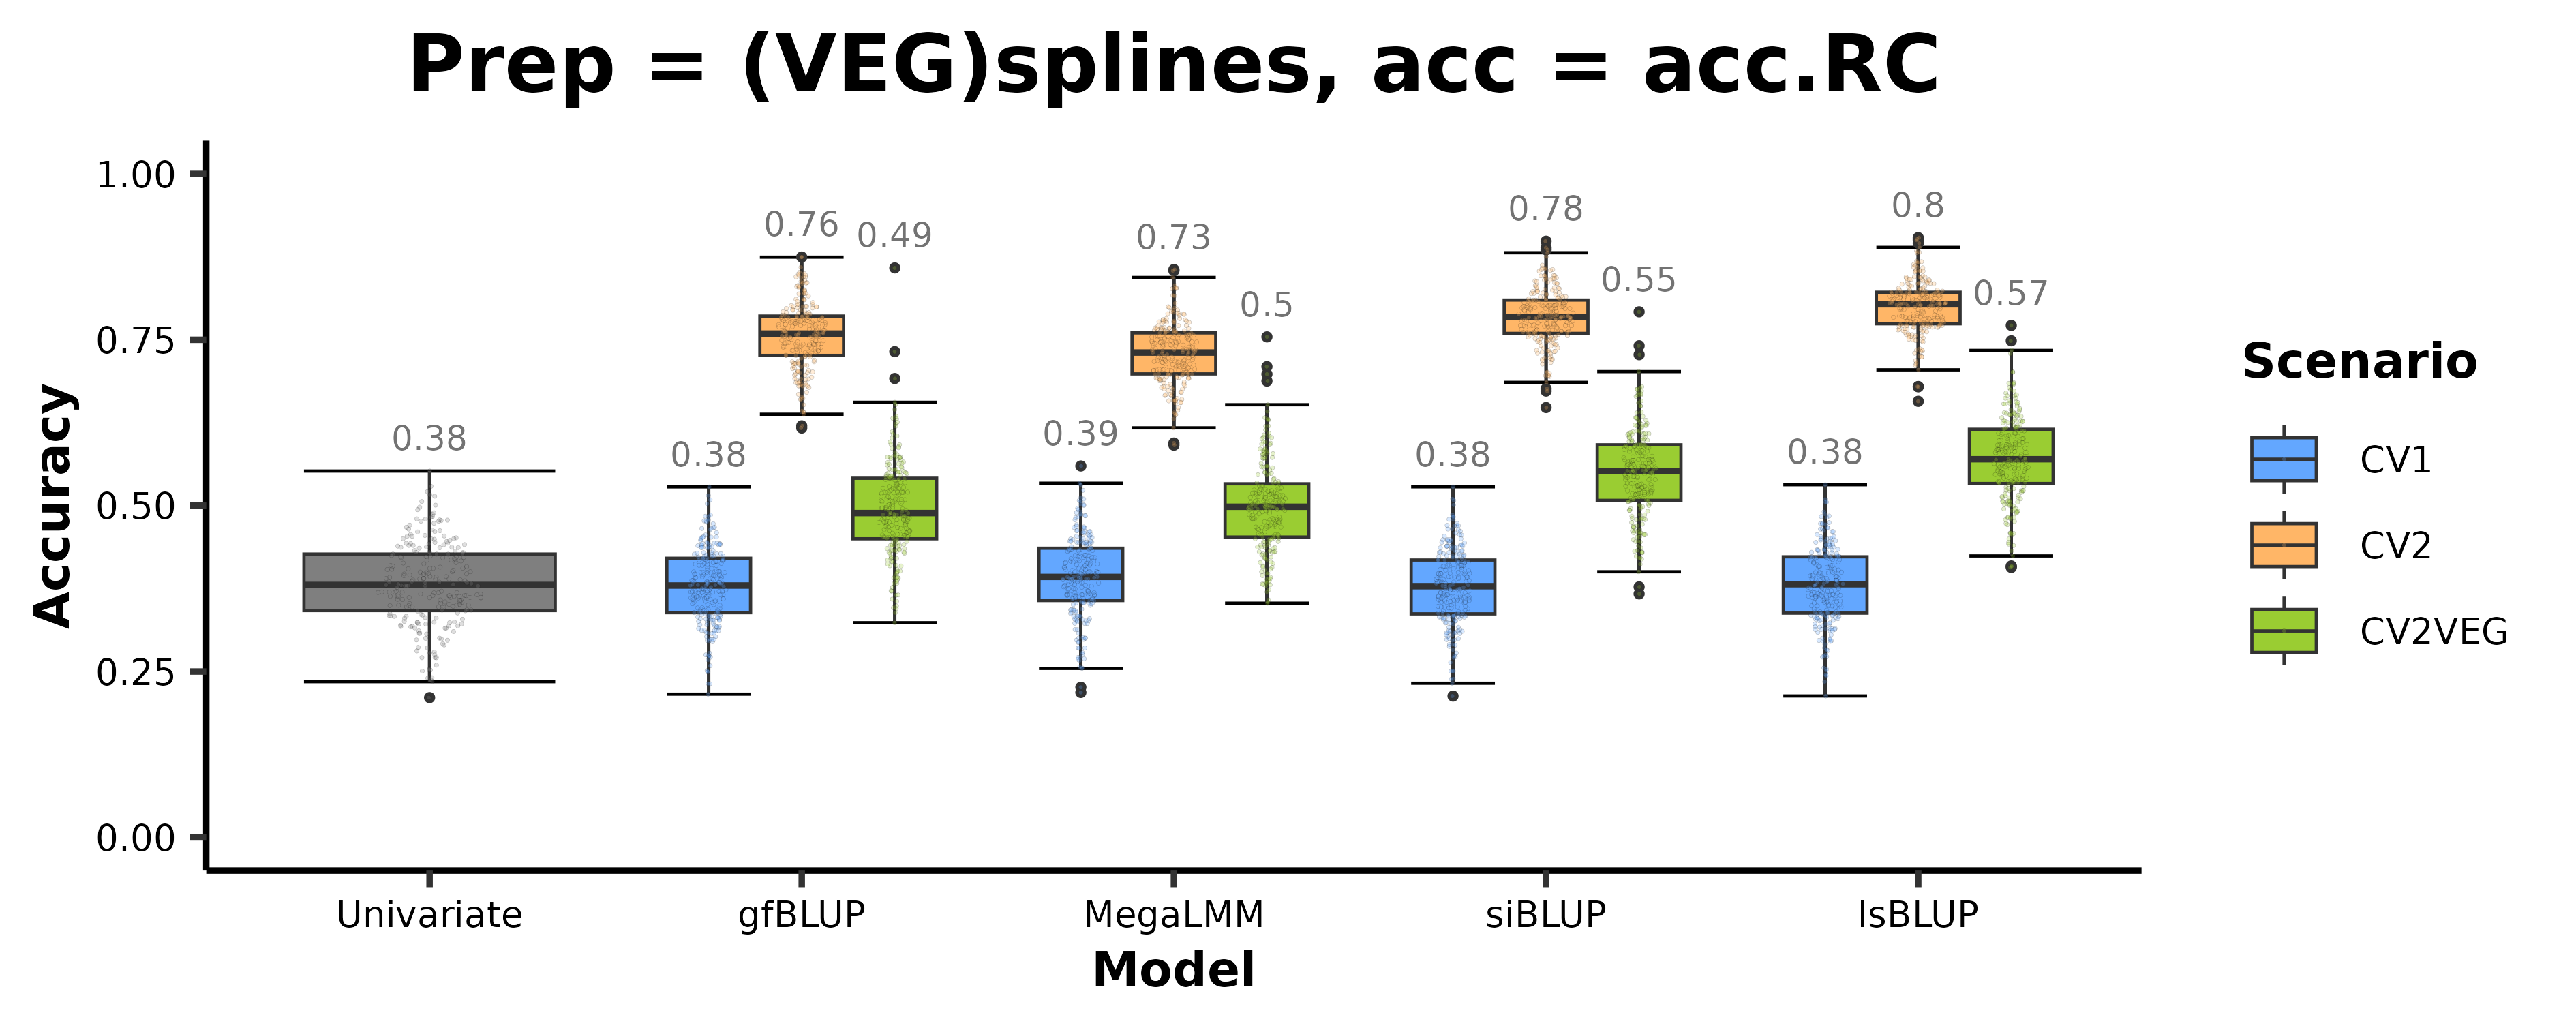 Prep = (VEG)splines, acc = acc.RC
Accuracy
1.00
0.75
0.50
0.25
0.00
0.38
0.38
0.76
0.49
0.39
0.73
0.5
0.38
0.78
0.55
0.38
0.8
0.57
Univariate
gfBLUP
MegaLMM
siBLUP
lsBLUP
Model
Scenario
CV1
CV2
CV2VEG